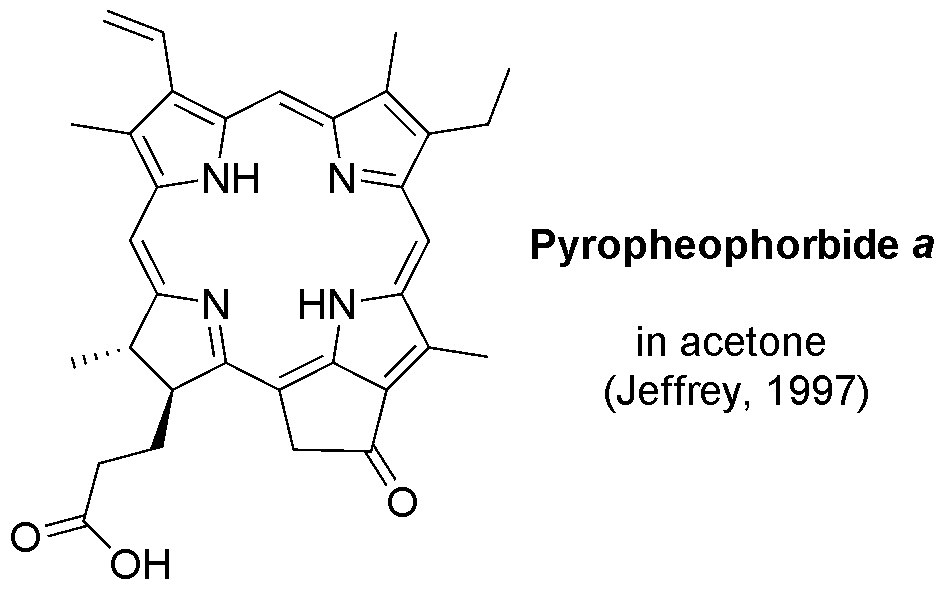 NH
N
Pyropheophorbide a
N
HN
in acetone
(Jeffrey, 1997)
O
O
OH